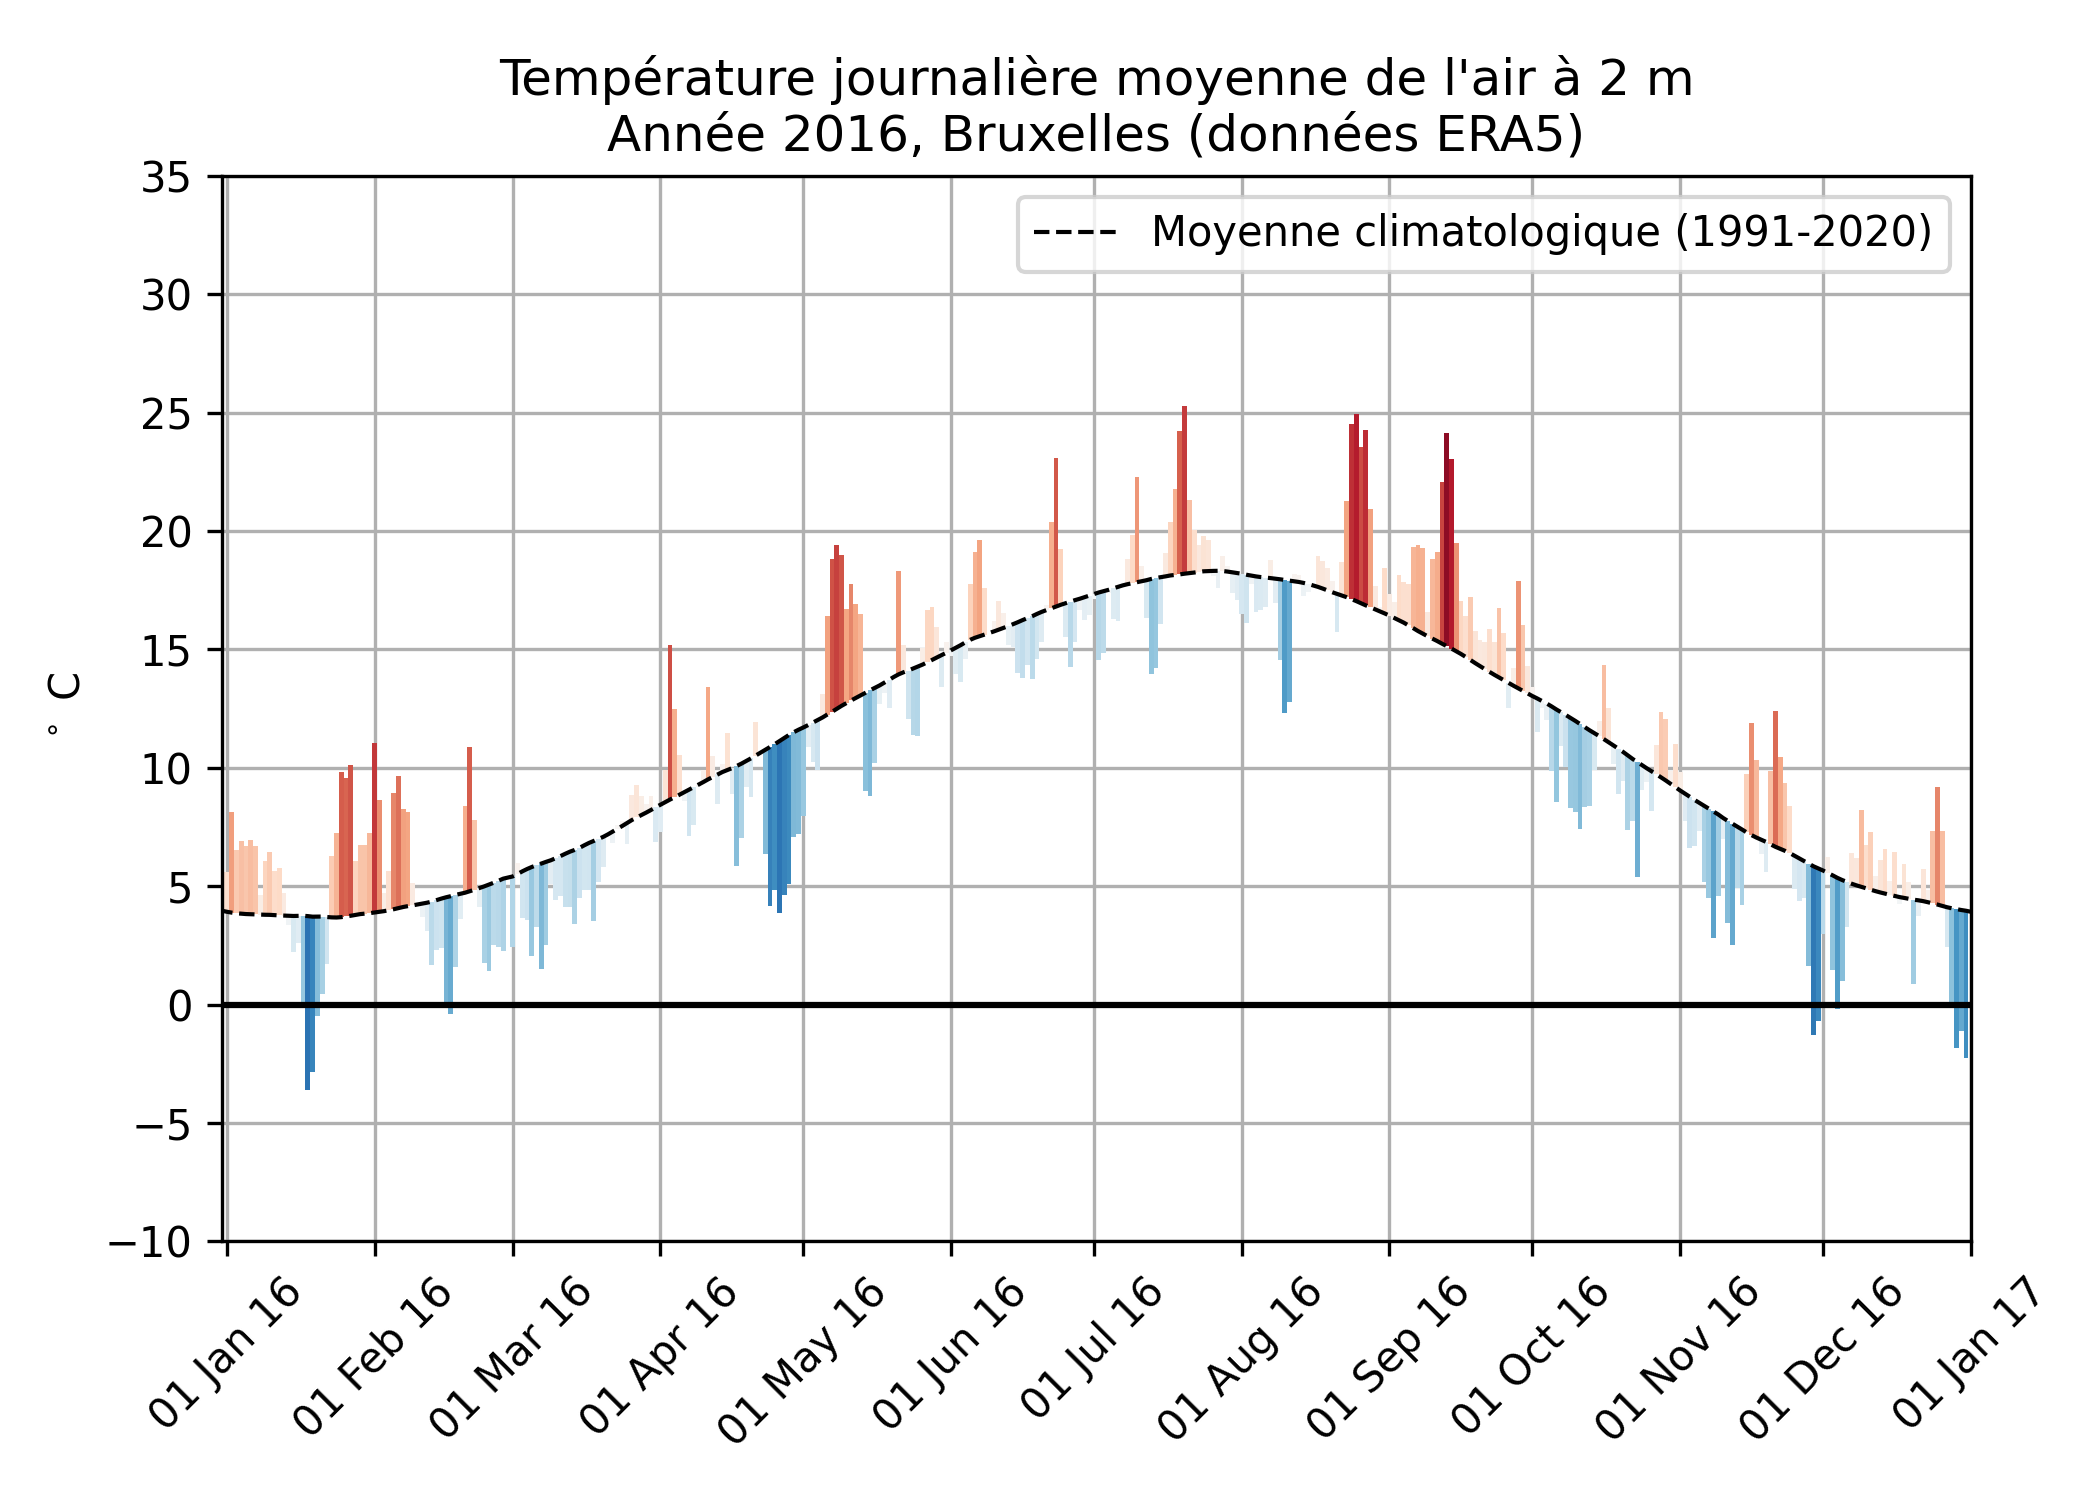 Température journalière moyenne de l'air à 2 m
Année 2016, Bruxelles (données ERA5)
Moyenne climatologique (1991-2020)
35
30
25
20
15
10
5
0
−5
−10
° C
01 Jan 16
01 Feb 16
01 Mar 16
01 Apr 16
01 May 16
01 Jun 16
01 Jul 16
01 Aug 16
01 Sep 16
01 Oct 16
01 Nov 16
01 Dec 16
01 Jan 17